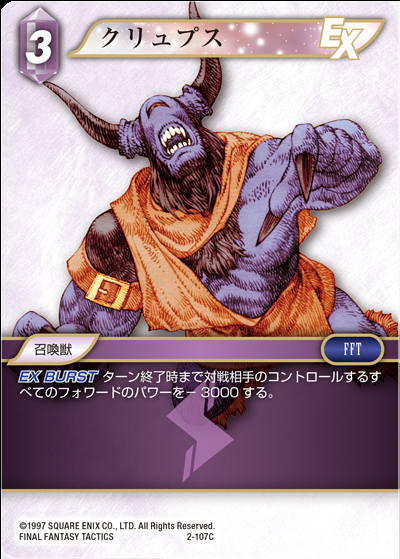 3
クリュプス
EX
召喚獣
FFT
EX BURST ターン終了時まで対戦相手のコントロールするす
べてのフォワードのパワーを－3000する。
©1997 SQUARE ENIX CO., LTD. All Rights Reserved.
FINAL FANTASY TACTICS 2-107C